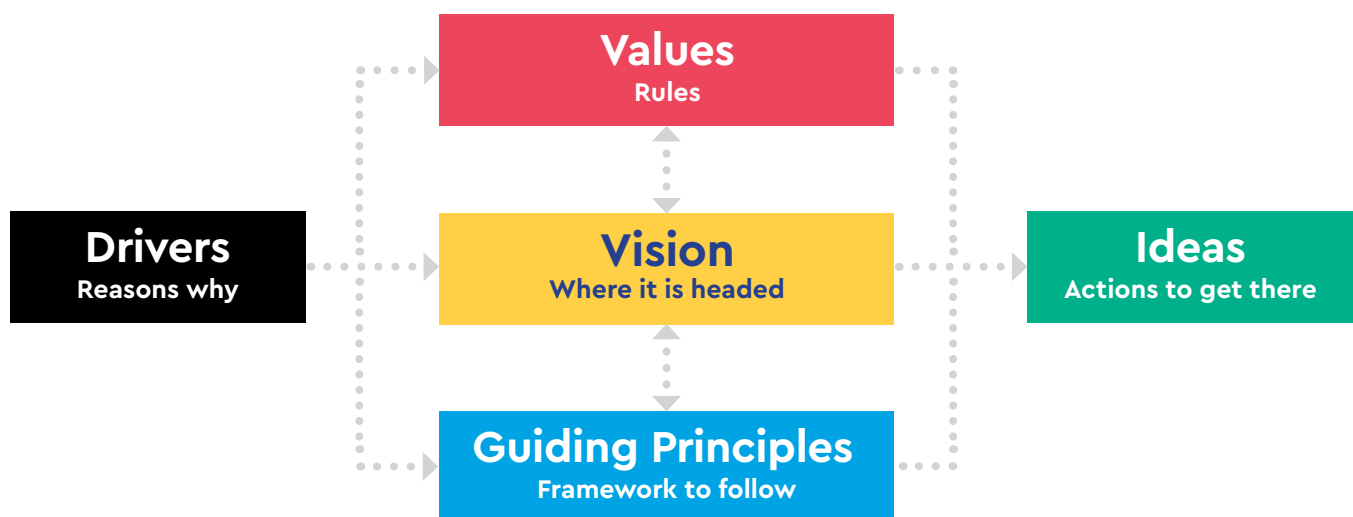 Values
Rules
Drivers
Reasons why
Vision
Where it is headed
Ideas
Actions to get there
Guiding Principles
Framework to follow